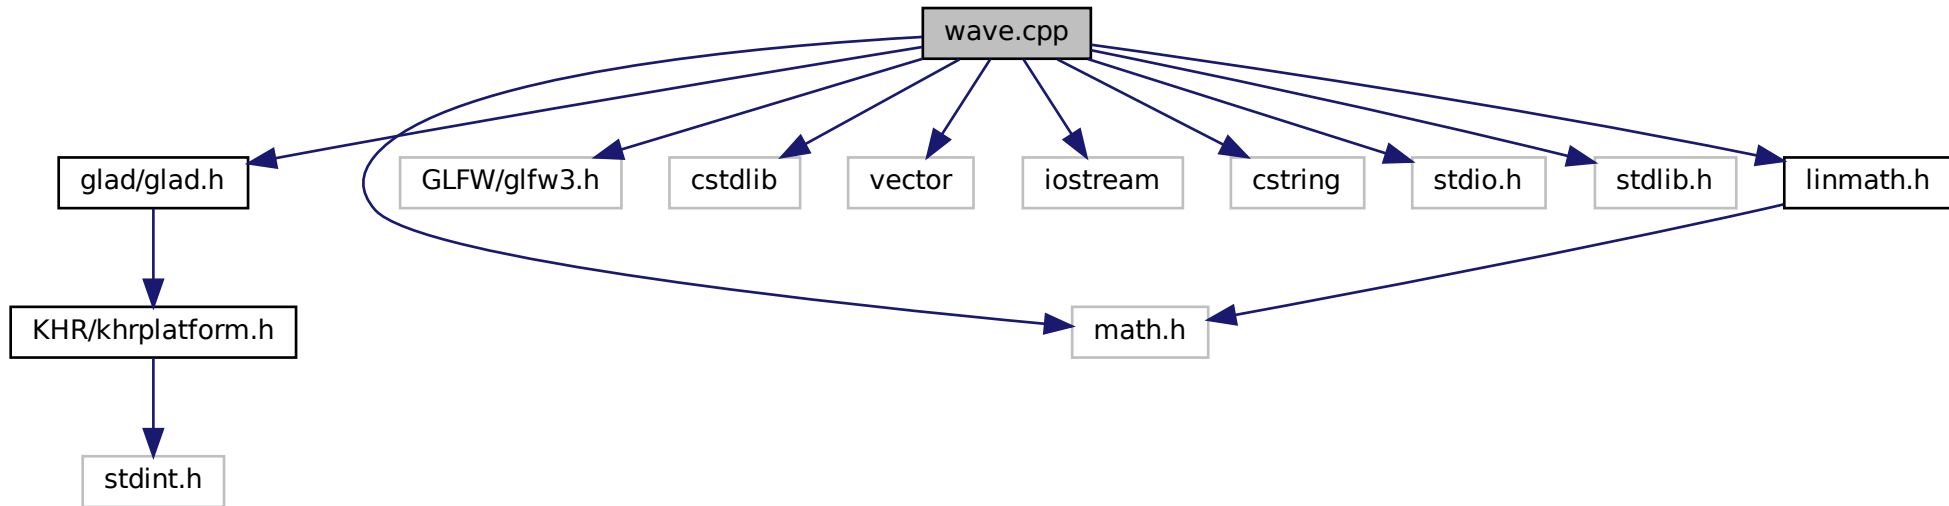 wave.cpp
glad/glad.h
GLFW/glfw3.h
cstdlib
vector
iostream
cstring
stdio.h
stdlib.h
linmath.h
KHR/khrplatform.h
math.h
stdint.h